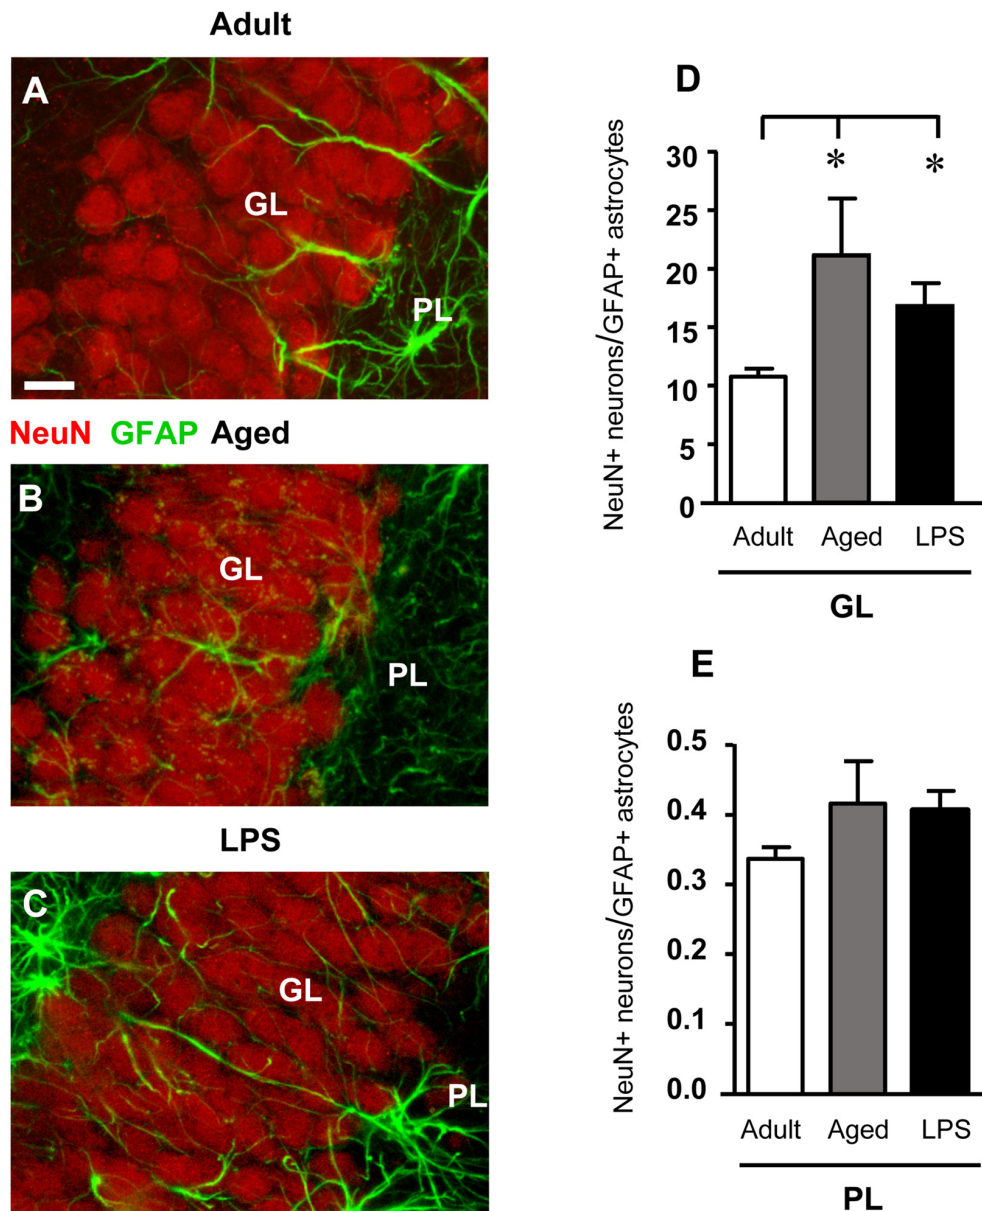 Adult
A
GL
PL
NeuN GFAP Aged
B
GL
PL
LPS
C
GL
PL
D
NeuN+ neurons/GFAP+ astrocytes
30
25
20
15
10
5
0
* *
Adult Aged LPS
GL
E
NeuN+ neurons/GFAP+ astrocytes
0.5
0.4
0.3
0.2
0.1
0.0
Adult Aged LPS
PL